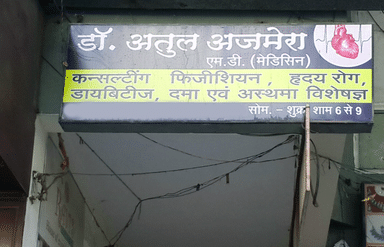 डॉ. अतुल अजमेरा
एम.डी. (मेडिसिन)
कन्सल्टींग फिजीशियन, हृदय रोग,
डायबिटीज, दमा एवं अस्थमा विशेषज्ञ
सोम. - शुक्र शाम 6 से 9